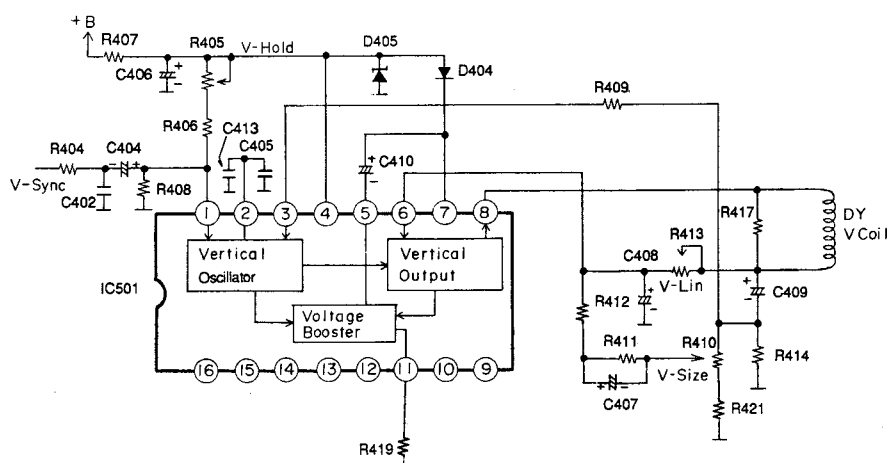 +B
R407
R405
V-Hold
D405
C406
+
-
D404
R409
R406
C413
R404
C404
-
+
C405
+
C410
-
V-Sync
R408
C402
1
2
3
4
5
6
7
8
R417
DY
V Coil
R413
C408
Vertical
Oscillator
Vertical
Output
IC501
+
-
V-Lin
+
-
C409
R412
Voltage
Booster
R411
R410
R414
16
15
14
13
12
11
10
9
+
-
C407
V-Size
R421
R419